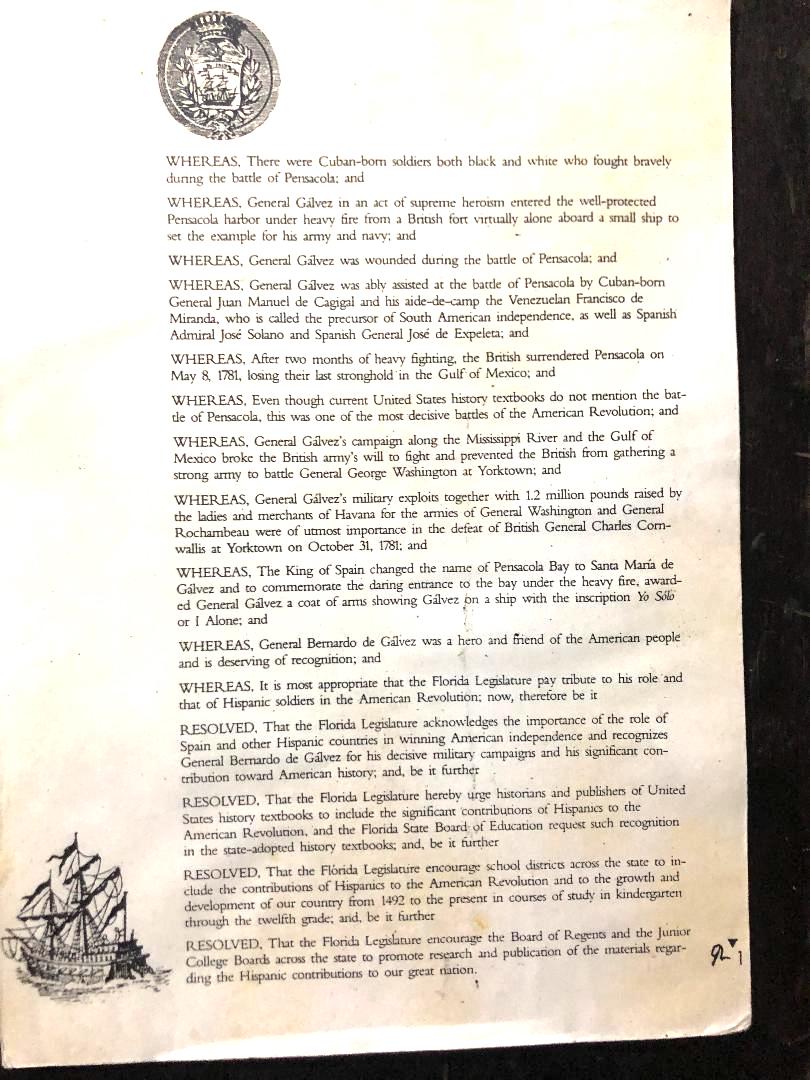 WHEREAS, There were Cuban-born soldiers both black and white who fought bravely
during the battle of Pensacola; and
WHEREAS, General Gálvez in an act of supreme heroism entered the well-protected
Pensacola harbor under heavy fire from a British fort virtually alone aboard a small ship to
set the example for his army and navy; and
WHEREAS, General Gálvez was wounded during the battle of Pensacola; and
WHEREAS, General Gálvez was ably assisted at the battle of Pensacola by Cuban-born
General Juan Manuel de Cagigal and his aide-de-camp the Venezuelan Francisco de
Miranda, who is called the precursor of South American independence, as well as Spanish
Admiral José Solano and Spanish General José de Expeleta; and
WHEREAS, After two months of heavy fighting, the British surrendered Pensacola on
May 8, 1781, losing their last stronghold in the Gulf of Mexico; and
WHEREAS, Even though current United States history textbooks do not mention the bat-
tle of Pensacola, this was one of the most decisive battles of the American Revolution; and
WHEREAS, General Gálvez's campaign along the Mississippi River and the Gulf of
Mexico broke the British army's will to fight and prevented the British from gathering a
strong army to battle General George Washington at Yorktown; and
WHEREAS, General Gálvez's military exploits together with 1.2 million pounds raised by
the ladies and merchants of Havana for the armies of General Washington and General
Rochambeau were of utmost importance in the defeat of British General Charles Corn-
wallis at Yorktown on October 31, 1781; and
WHEREAS, The King of Spain changed the name of Pensacola Bay to Santa María de
Gálvez and to commemorate the daring entrance to the bay under the heavy fire, award-
ed General Gálvez a coat of arms showing Gálvez on a ship with the inscription Yo Sólo
or I Alone; and
WHEREAS, General Bernardo de Gálvez was a hero and friend of the American people
and is deserving of recognition; and
WHEREAS, It is most appropriate that the Florida Legislature pay tribute to his role and
that of Hispanic soldiers in the American Revolution; now, therefore be it
RESOLVED, That the Florida Legislature acknowledges the importance of the role of
Spain and other Hispanic countries in winning American independence and recognizes
General Bernardo de Gálvez for his decisive military campaigns and his significant con-
tribution toward American history; and, be it further
RESOLVED, That the Florida Legislature hereby urge historians and publishers of United
States history textbooks to include the significant contributions of Hispanics to the
American Revolution, and the Florida State Board of Education request such recognition
in the state-adopted history textbooks; and, be it further
RESOLVED, That the Florida Legislature encourage school districts across the state to in-
clude the contributions of Hispanics to the American Revolution and to the growth and
development of our country from 1492 to the present in courses of study in kindergarten
through the twelfth grade; and, be it further
RESOLVED, That the Florida Legislature encourage the Board of Regents and the Junior
College Boards across the state to promote research and publication of the materials regar-
ding the Hispanic contributions to our great nation.